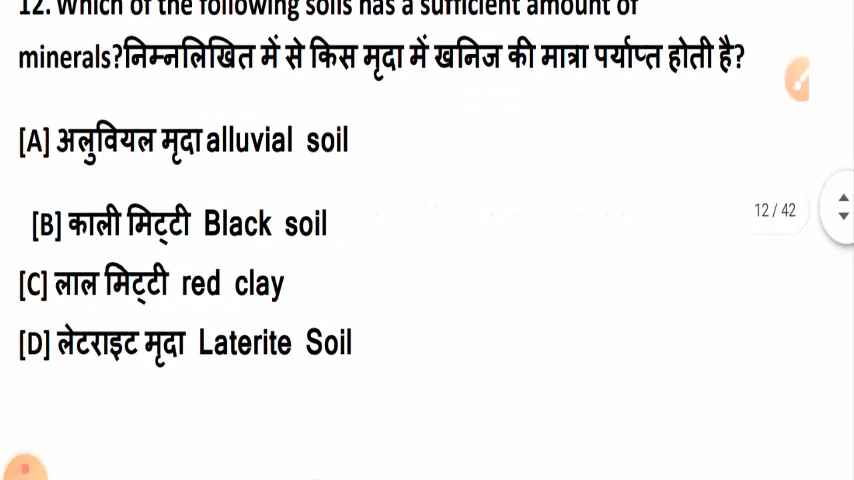 12. Which of the following soils has a sufficient amount of
minerals?निम्नलिखित में से किस मृदा में खनिज की मात्रा पर्याप्त होती है?
[A] अलुवियल मृदा alluvial soil
12 / 42
[B] काली मिट्टी Black soil
[C] लाल मिट्टी red clay
[D] लेटराइट मृदा Laterite Soil